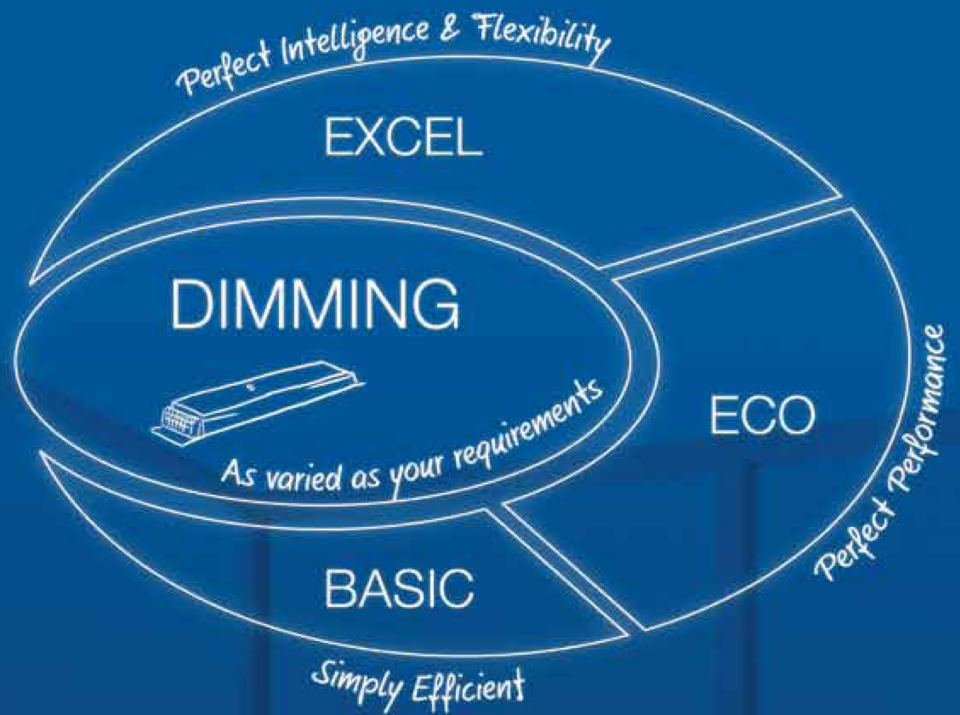 Perfect Intelligence & Flexibility
EXCEL
DIMMING
As varied as your requirements
ECO
Perfect Performance
BASIC
Simply Efficient